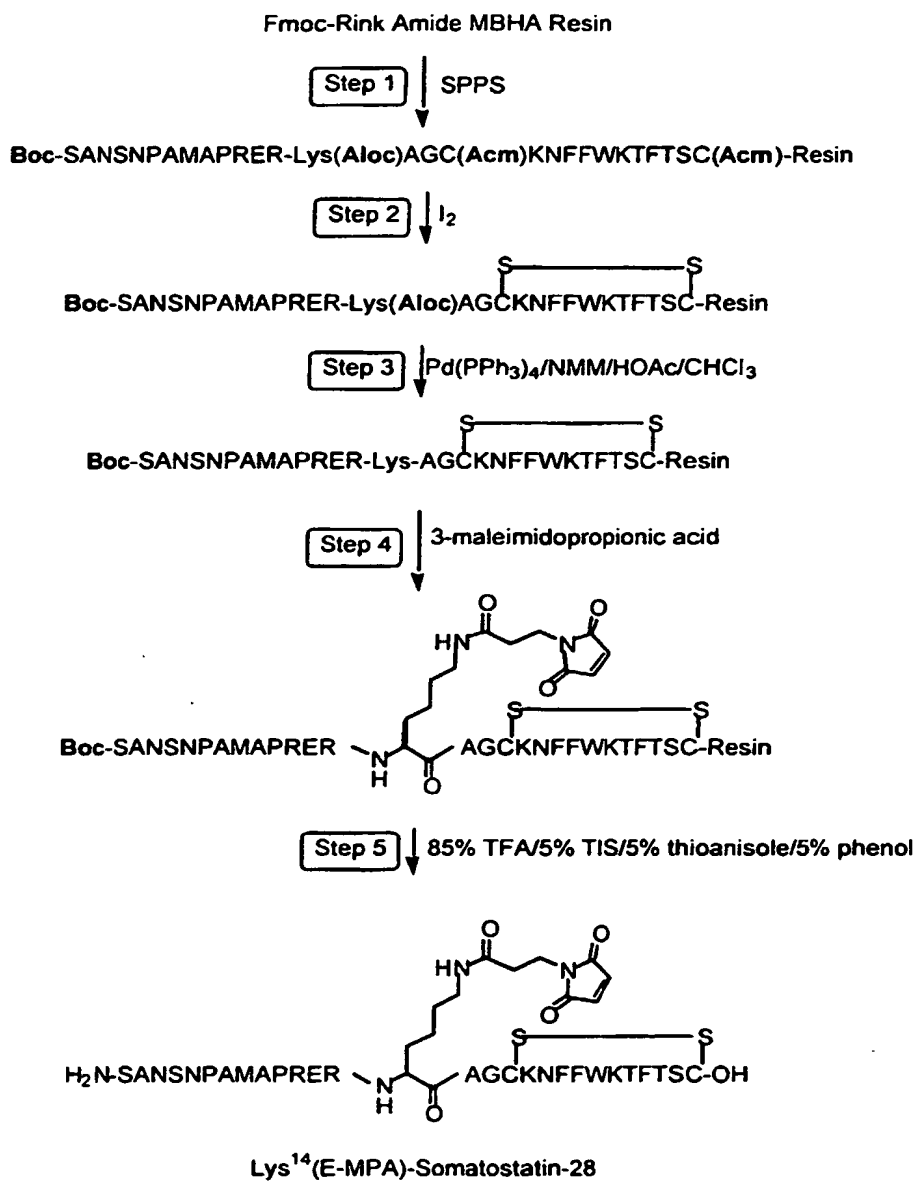 Fmoc-Rink Amide MBHA Resin
Step 1 SPPS
Boc-SANSNPAMAPRER-Lys(Aloc)AGC(Acm)KNFFWKTFTSC(Acm)-Resin
Step 2 I2
S S
Boc-SANSNPAMAPRER-Lys(Aloc)AGCKNFFWKTFTSC-Resin
Step 3 Pd(PPh3)4/NMM/HOAc/CHCl3
S S
Boc-SANSNPAMAPRER-Lys-AGCKNFFWKTFTSC-Resin
Step 4 3-maleimidopropionic acid
O O
HN N
O
S S
Boc-SANSNPAMAPRER N AGCKNFFWKTFTSC-Resin
H O
Step 5 85% TFA/5% TIS/5% thioanisole/5% phenol
O O
HN N
O
S S
H2N-SANSNPAMAPRER N AGCKNFFWKTFTSC-OH
H O
Lys14(E-MPA)-Somatostatin-28